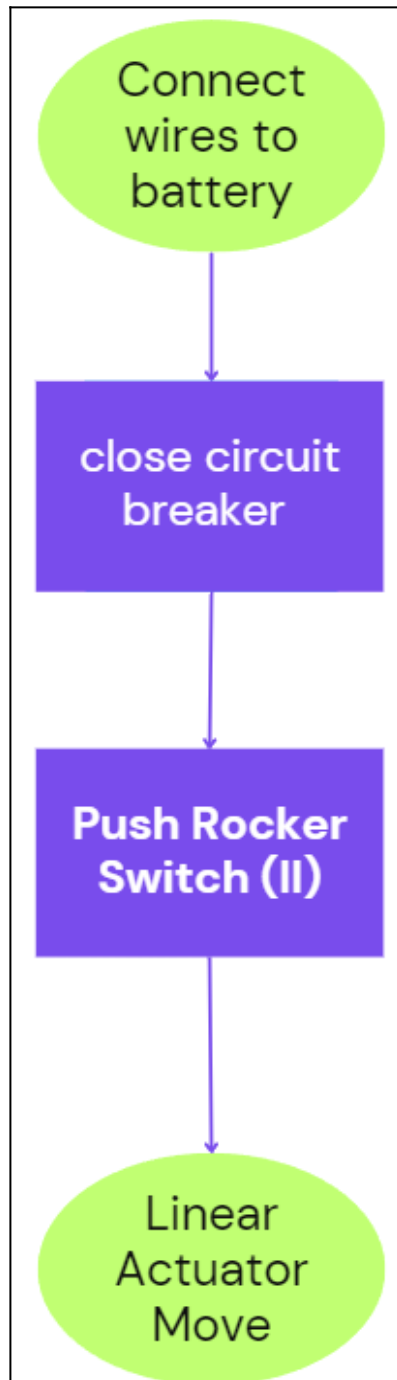 Connect
wires to
battery
close circuit
breaker
Push Rocker
Switch (II)
Linear
Actuator
Move